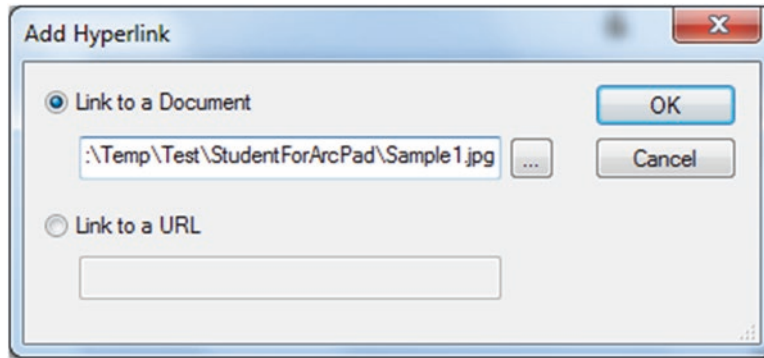 Add Hyperlink
Link to a Document
OK
:\Temp\Test\StudentForArcPad\Sample1.jpg
...
Cancel
Link to a URL